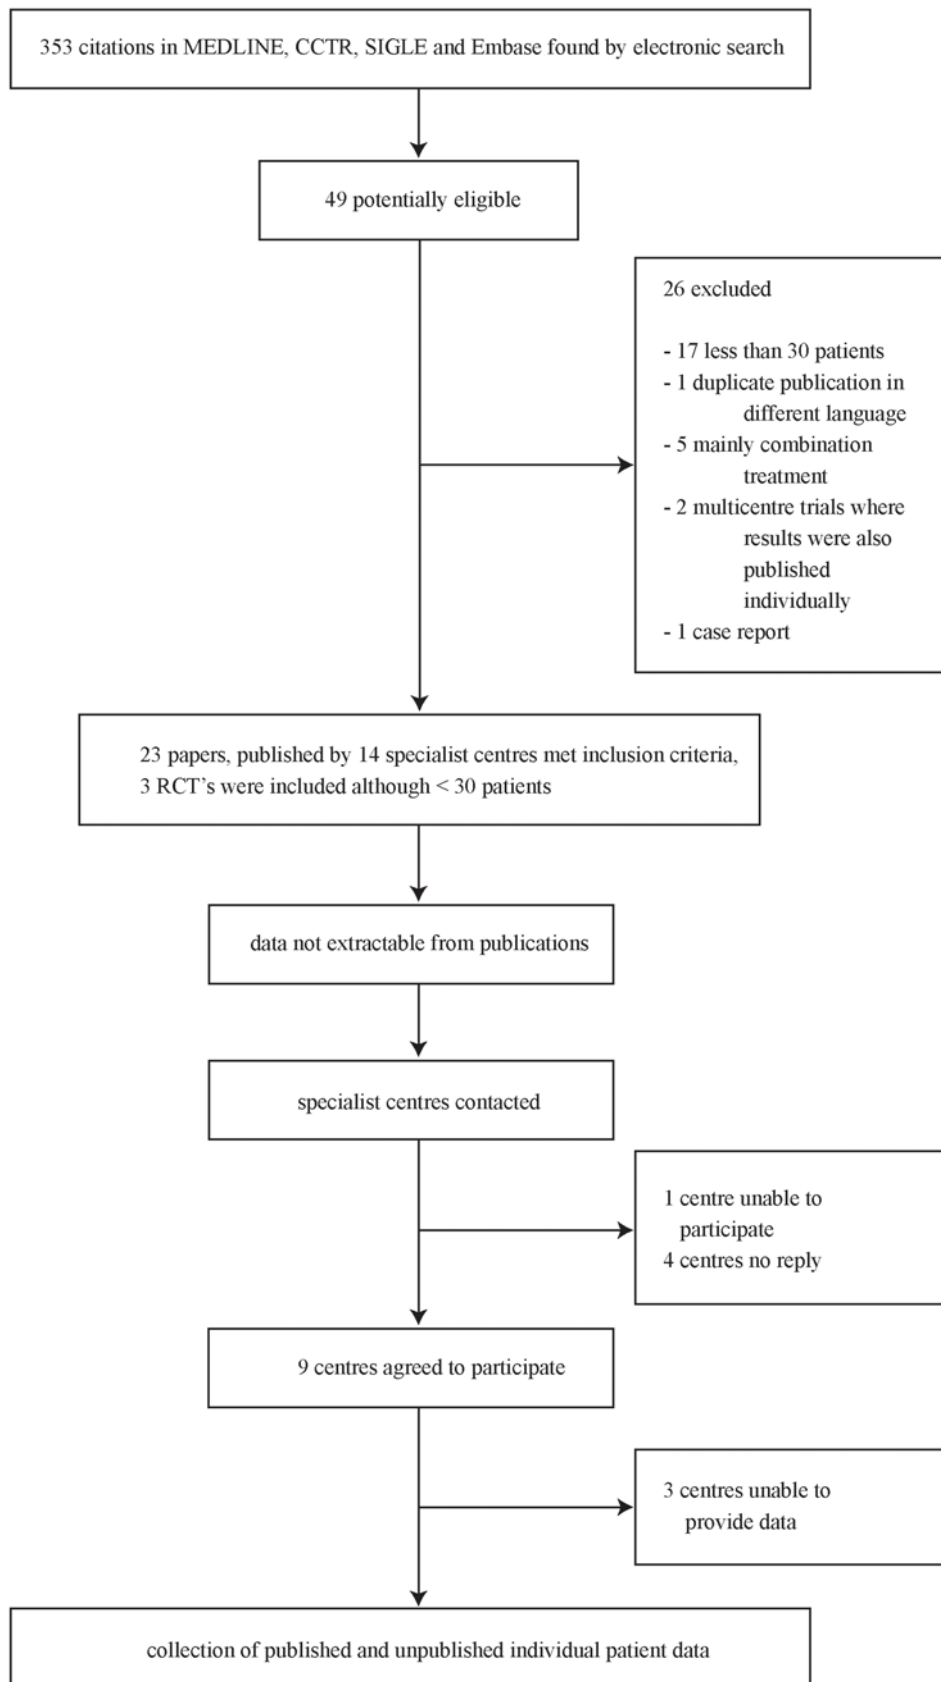 353 citations in MEDLINE, CCTR, SIGLE and Embase found by electronic search
49 potentially eligible
26 excluded
- 17 less than 30 patients
- 1 duplicate publication in
different language
- 5 mainly combination
treatment
- 2 multicentre trials where
results were also
published
individually
- 1 case report
23 papers, published by 14 specialist centres met inclusion criteria,
3 RCT's were included although < 30 patients
data not extractable from publications
specialist centres contacted
1 centre unable to
participate
4 centres no reply
9 centres agreed to participate
3 centres unable to
provide data
collection of published and unpublished individual patient data